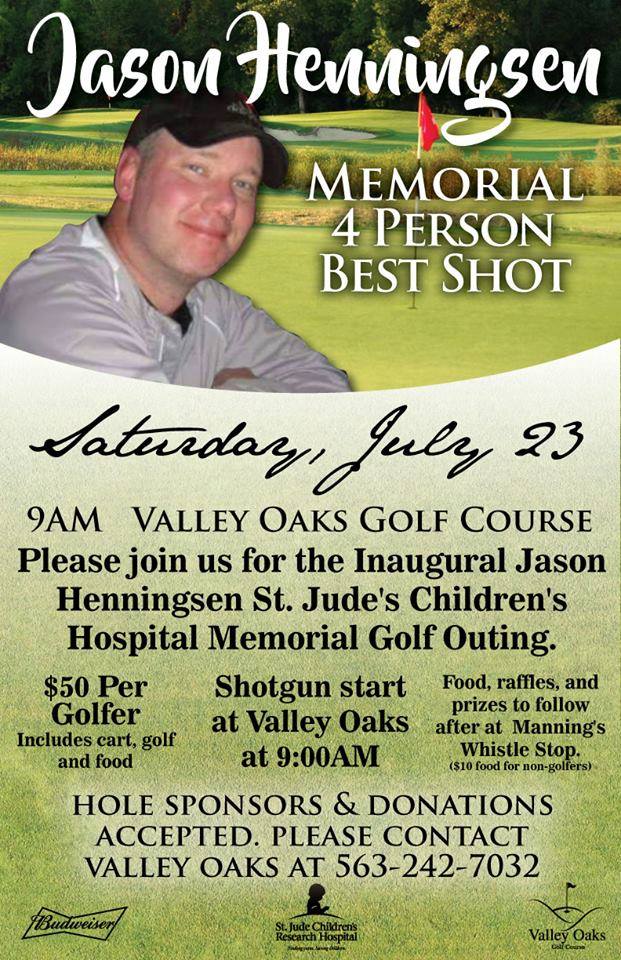 Jason Henningsen
MEMORIAL
4 PERSON
BEST SHOT
Saturday, July 23
9AM VALLEY OAKS GOLF COURSE
Please join us for the Inaugural Jason
Henningsen St. Jude's Children's
Hospital Memorial Golf Outing.
$50 Per
Golfer
Includes cart, golf
and food
Shotgun start
at Valley Oaks
at 9:00AM
Food, raffles, and
prizes to follow
after at Manning's
Whistle Stop.
($10 food for non-golfers)
HOLE SPONSORS & DONATIONS
ACCEPTED. PLEASE CONTACT
VALLEY OAKS AT 563-242-7032
Budweiser
St. Jude Children's
Research Hospital
Finding cures. Saving children.
Valley Oaks
Golf Course